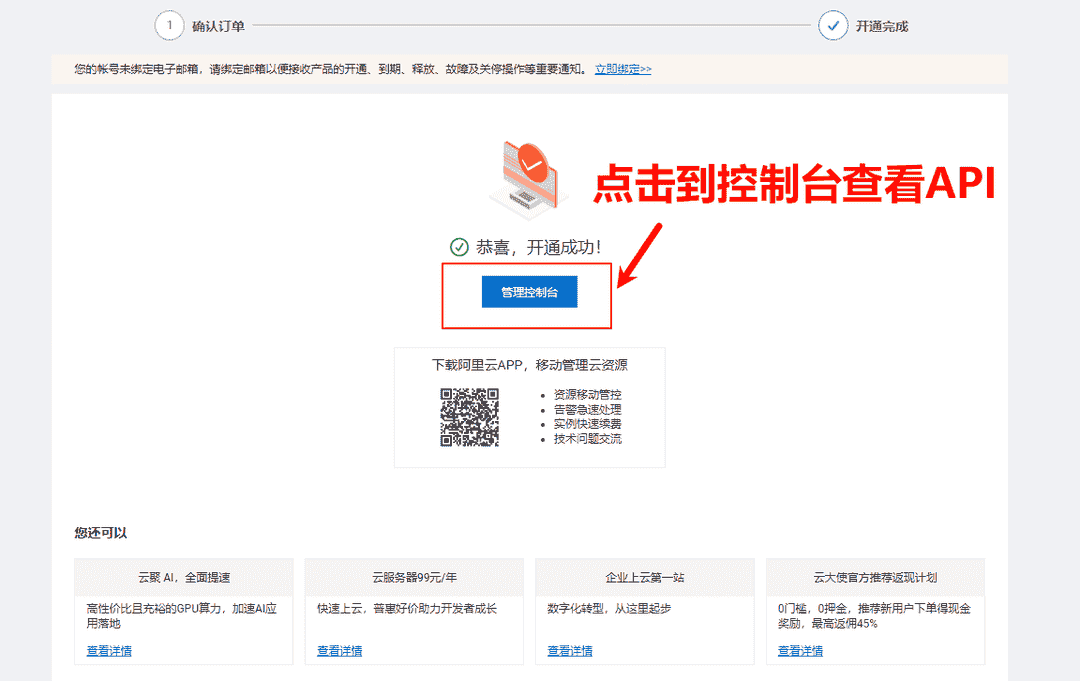 1 确认订单
开通完成
您的帐号未绑定电子邮箱，请绑定邮箱以便接收产品的开通、到期、释放、故障及关停操作等重要通知。 立即绑定>>
点击到控制台查看API
恭喜，开通成功！
管理控制台
下载阿里云APP，移动管理云资源
资源移动管控
告警急速处理
实例快速续费
技术问题交流
您还可以
云聚 AI，全面提速
高性价比且充裕的GPU算力，加速AI应
用落地
查看详情
云服务器99元/年
快速上云，普惠好价助力开发者成长
查看详情
企业上云第一站
数字化转型，从这里起步
查看详情
云大使官方推荐返现计划
0门槛，0押金，推荐新用户下单得现金
奖励，最高返佣45%
查看详情